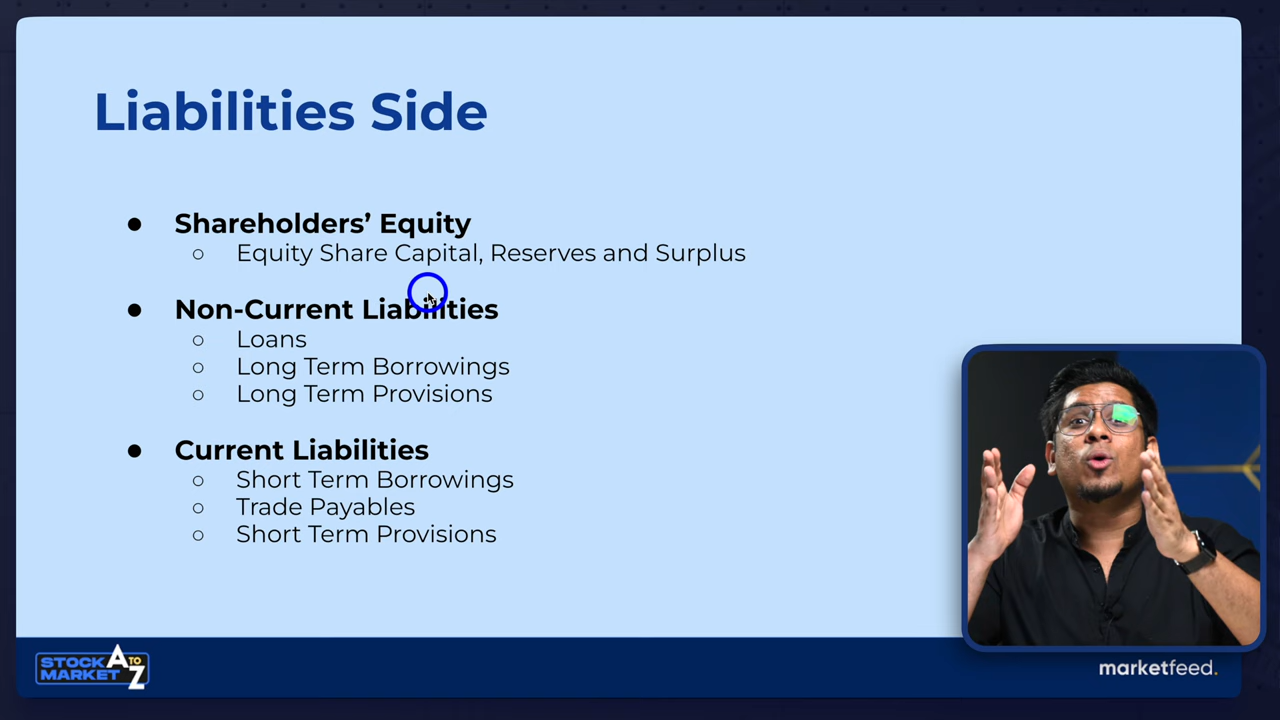 Liabilities Side
● Shareholders’ Equity
○ Equity Share Capital, Reserves and Surplus
● Non-Current Liabilities
○ Loans
○ Long Term Borrowings
○ Long Term Provisions
● Current Liabilities
○ Short Term Borrowings
○ Trade Payables
○ Short Term Provisions
STOCK MARKET A TO Z
marketfeed.